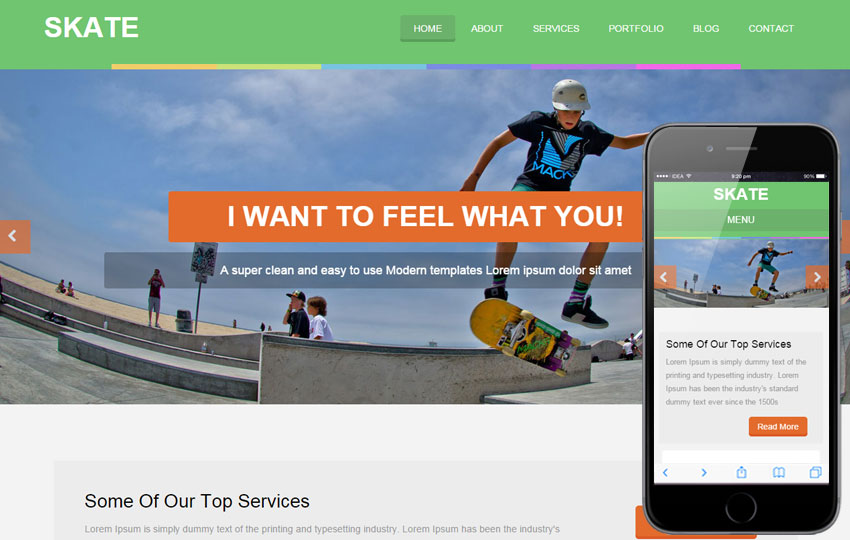 SKATE
HOME ABOUT SERVICES PORTFOLIO BLOG CONTACT
MACK
I WANT TO FEEL WHAT YOU!
A super clean and easy to use Modern templates Lorem ipsum dolor sit amet
Some Of Our Top Services
Lorem Ipsum is simply dummy text of the printing and typesetting industry. Lorem Ipsum has been the industry's
IDEA 9:20 pm 90%
SKATE
MENU
Some Of Our Top Services
Lorem Ipsum is simply dummy text of the
printing and typesetting industry. Lorem
Ipsum has been the industry's standard
dummy text ever since the 1500s
Read More